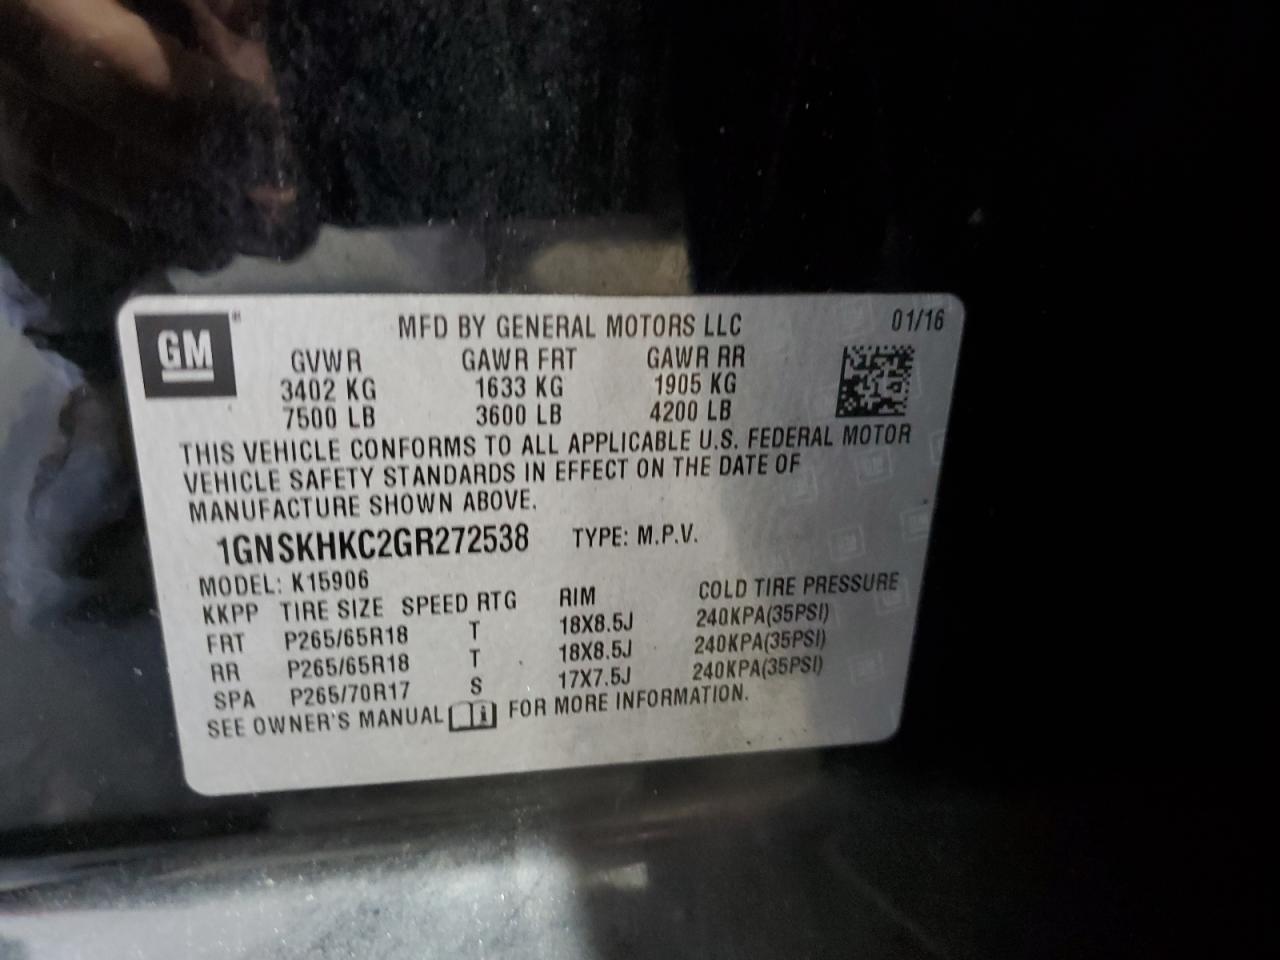 GM® MFD BY GENERAL MOTORS LLC 01/16
GVWR GAWR FRT GAWR RR
3402 KG 1633 KG 1905 KG
7500 LB 3600 LB 4200 LB
THIS VEHICLE CONFORMS TO ALL APPLICABLE U.S. FEDERAL MOTOR
VEHICLE SAFETY STANDARDS IN EFFECT ON THE DATE OF
MANUFACTURE SHOWN ABOVE.
1GNSKHKC2GR272538 TYPE: M.P.V.
MODEL: K15906
KKPP TIRE SIZE SPEED RTG RIM COLD TIRE PRESSURE
FRT P265/65R18 T 18X8.5J 240KPA(35PSI)
RR P265/65R18 T 18X8.5J 240KPA(35PSI)
SPA P265/70R17 S 17X7.5J 240KPA(35PSI)
SEE OWNER'S MANUAL FOR MORE INFORMATION.